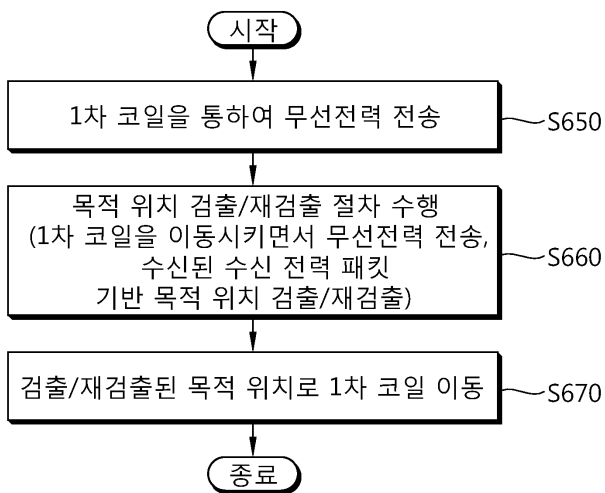 시작
1차 코일을 통하여 무선전력 전송
S650
목적 위치 검출/재검출 절차 수행
(1차 코일을 이동시키면서 무선전력 전송,
수신된 수신 전력 패킷
기반 목적 위치 검출/재검출)
S660
검출/재검출된 목적 위치로 1차 코일 이동
S670
종료